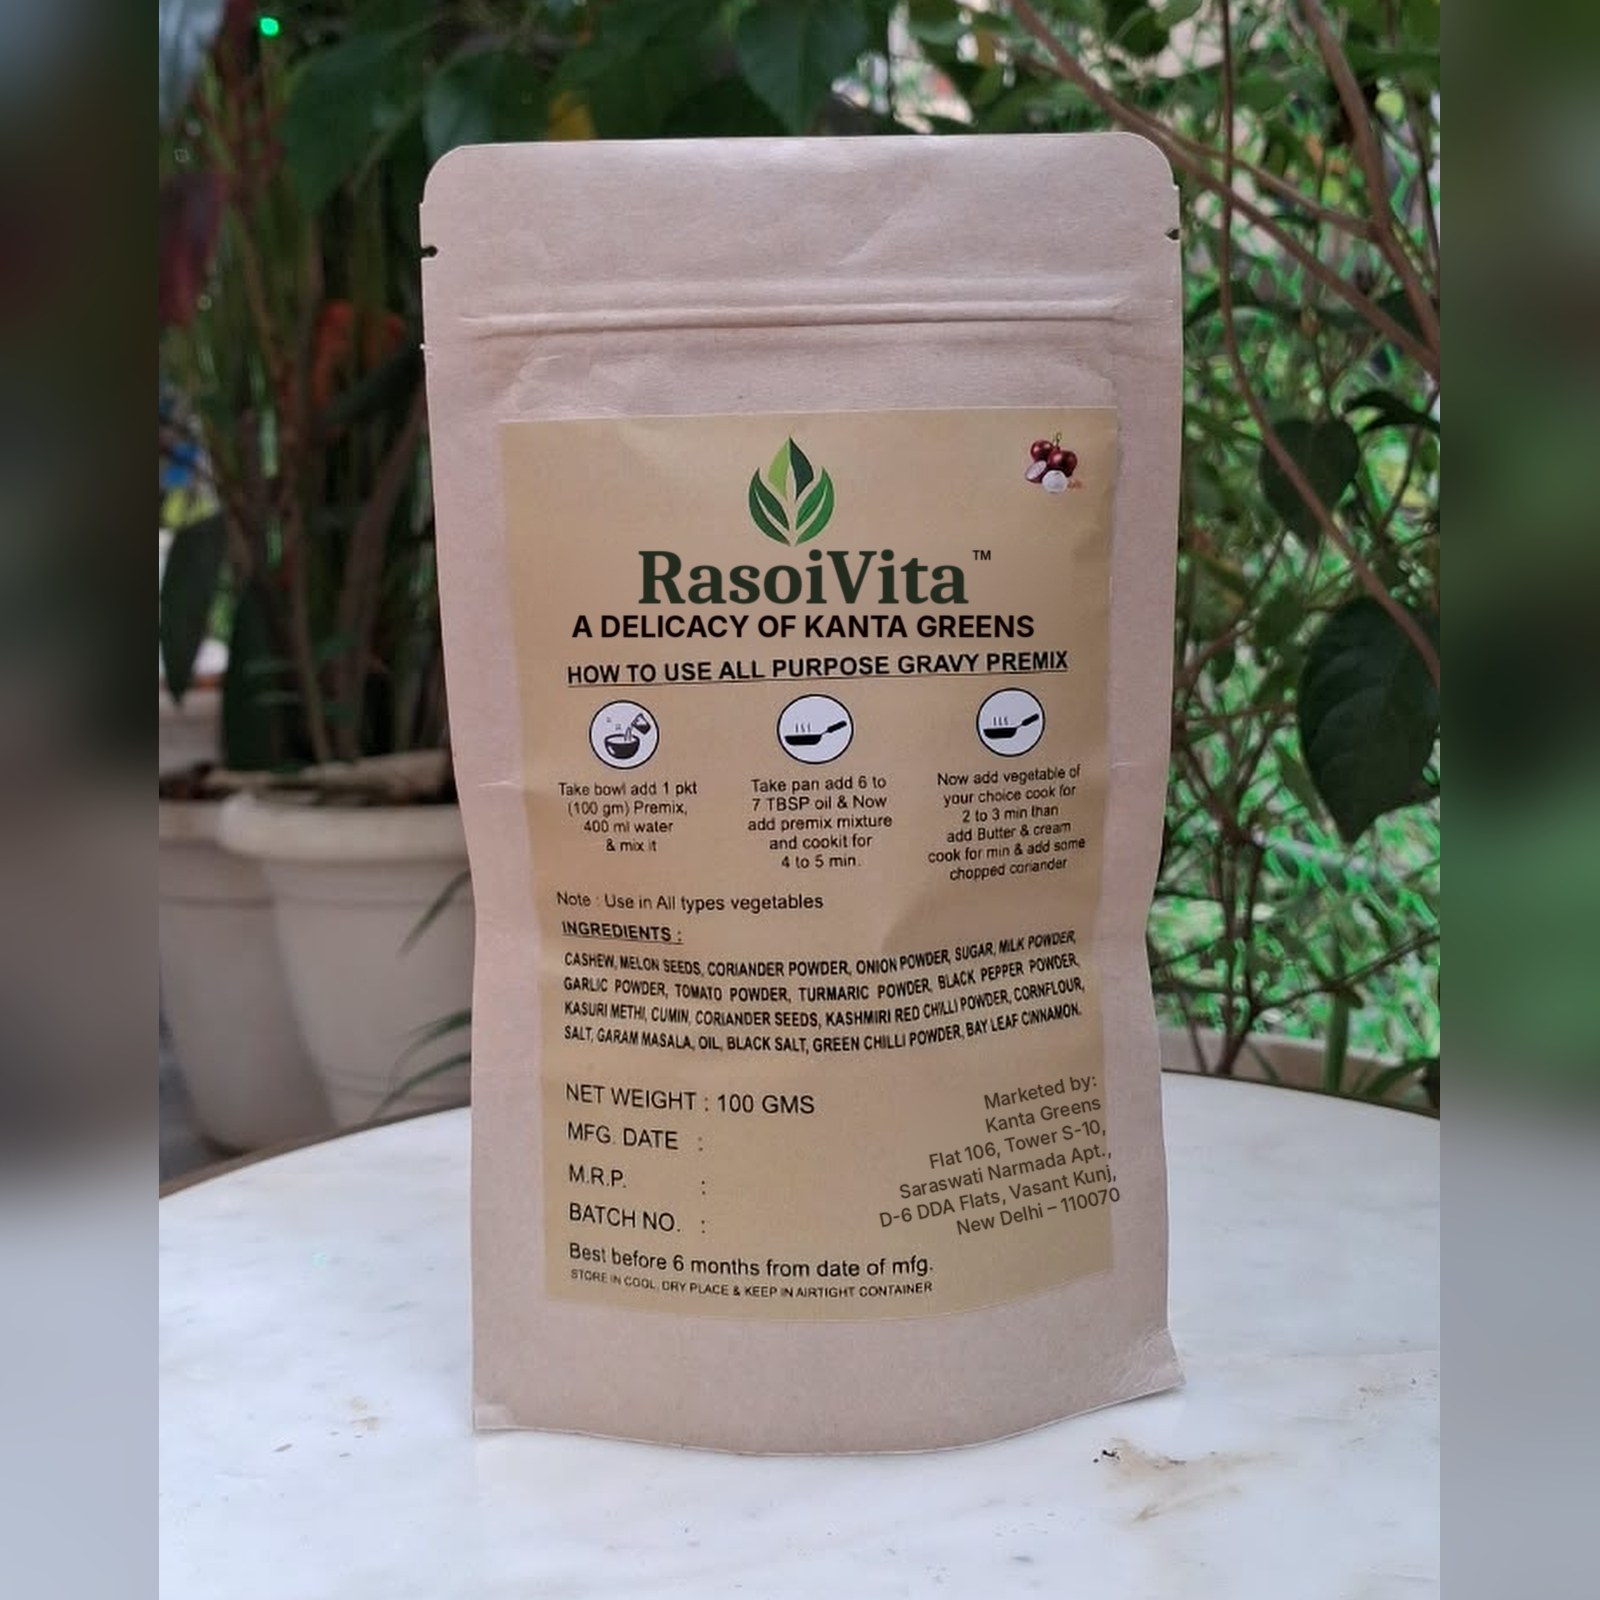 RasoiVita™
A DELICACY OF KANTA GREENS
HOW TO USE ALL PURPOSE GRAVY PREMIX
Take bowl add 1 pkt
(100 gm) Premix,
400 ml water
& mix it
Take pan add 6 to
7 TBSP oil & Now
add premix mixture
and cookit for
4 to 5 min.
Now add vegetable of
your choice cook for
2 to 3 min than
add Butter & cream
cook for min & add some
chopped coriander
Note : Use in All types vegetables
INGREDIENTS :
CASHEW, MELON SEEDS, CORIANDER POWDER, ONION POWDER, SUGAR, MILK POWDER,
GARLIC POWDER, TOMATO POWDER, TURMARIC POWDER, BLACK PEPPER POWDER,
KASURI METHI, CUMIN, CORIANDER SEEDS, KASHMIRI RED CHILLI POWDER, CORNFLOUR,
SALT, GARAM MASALA, OIL, BLACK SALT, GREEN CHILLI POWDER, BAY LEAF CINNAMON.
NET WEIGHT : 100 GMS
MFG. DATE :
M.R.P. :
BATCH NO. :
Marketed by:
Kanta Greens
Flat 106, Tower S-10,
Saraswati Narmada Apt.,
D-6 DDA Flats, Vasant Kunj,
New Delhi – 110070
Best before 6 months from date of mfg.
STORE IN COOL, DRY PLACE & KEEP IN AIRTIGHT CONTAINER